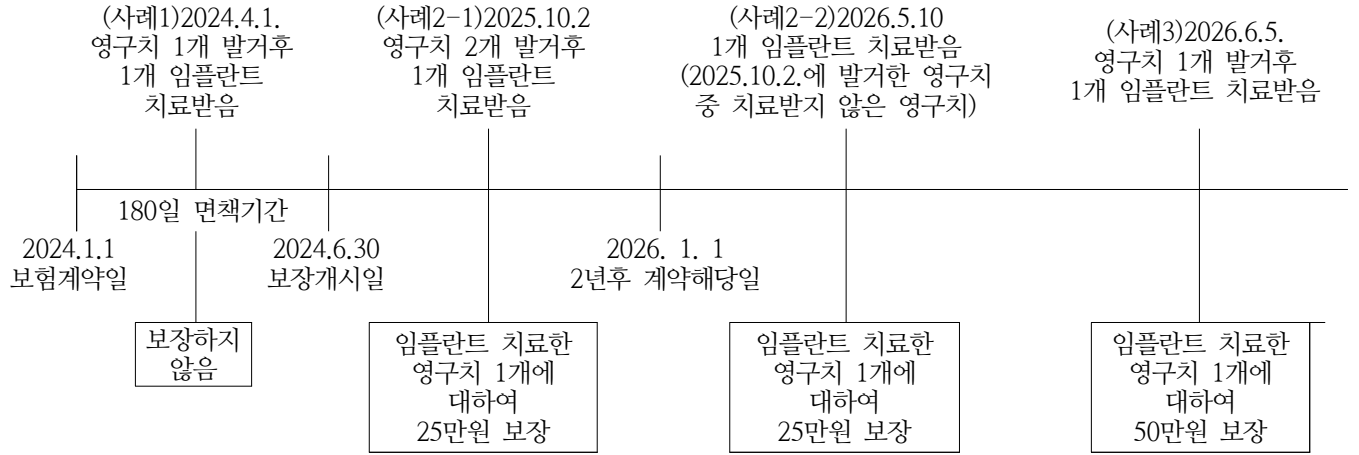 (사례1)2024.4.1.
영구치 1개 발거후
1개 임플란트
치료받음
(사례2-1)2025.10.2
영구치 2개 발거후
1개 임플란트
치료받음
(사례2-2)2026.5.10
1개 임플란트 치료받음
(2025.10.2.에 발거한 영구치
중 치료받지 않은 영구치)
(사례3)2026.6.5.
영구치 1개 발거후
1개 임플란트 치료받음
180일 면책기간
2024.1.1
보험계약일
2024.6.30
보장개시일
2026. 1. 1
2년후 계약해당일
보장하지
않음
임플란트 치료한
영구치 1개에
대하여
25만원 보장
임플란트 치료한
영구치 1개에
대하여
25만원 보장
임플란트 치료한
영구치 1개에
대하여
50만원 보장